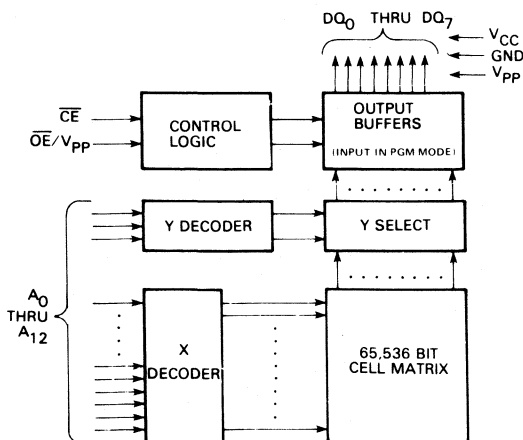 DQ0 THRU DQ7
VCC
GND
VPP
CE
OE/VPP
CONTROL LOGIC
OUTPUT BUFFERS
(INPUT IN PGM MODE)
Y DECODER
Y SELECT
A0
THRU
A12
X
DECODER
65,536 BIT
CELL MATRIX